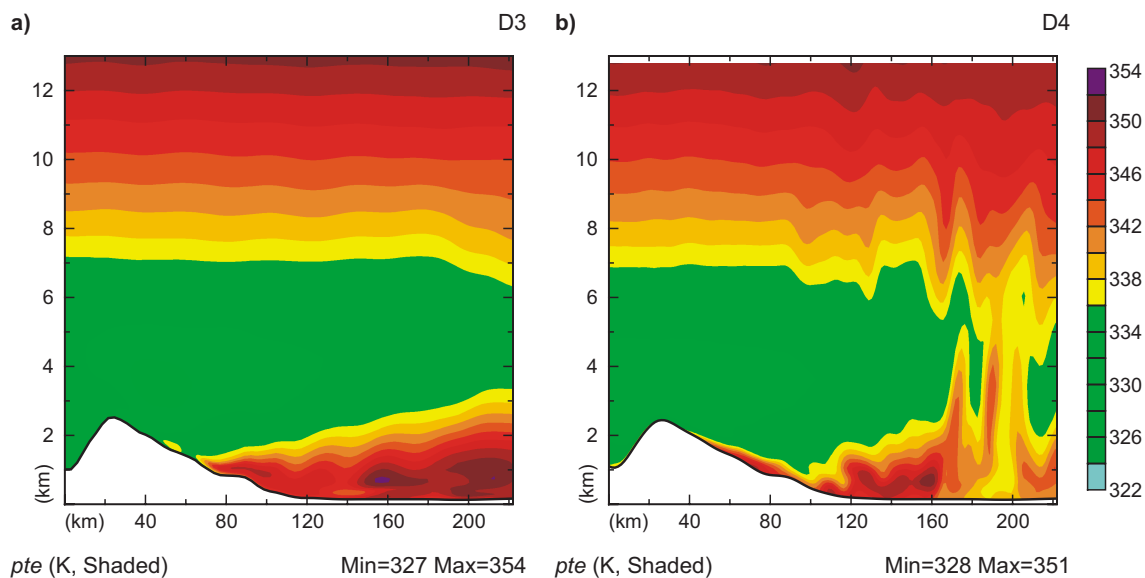 a) D3
b) D4
12
10
8
6
4
2
(km)
(km) 40 80 120 160 200
12
10
8
6
4
2
(km)
(km) 40 80 120 160 200
354
350
346
342
338
334
330
326
322
pte (K, Shaded) Min=327 Max=354
pte (K, Shaded) Min=328 Max=351